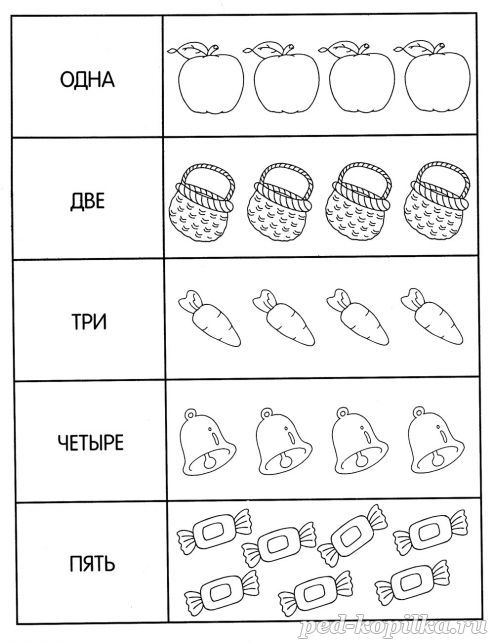 ОДНА
ДВЕ
ТРИ
ЧЕТЫРЕ
ПЯТЬ
ped-kopilka.ru